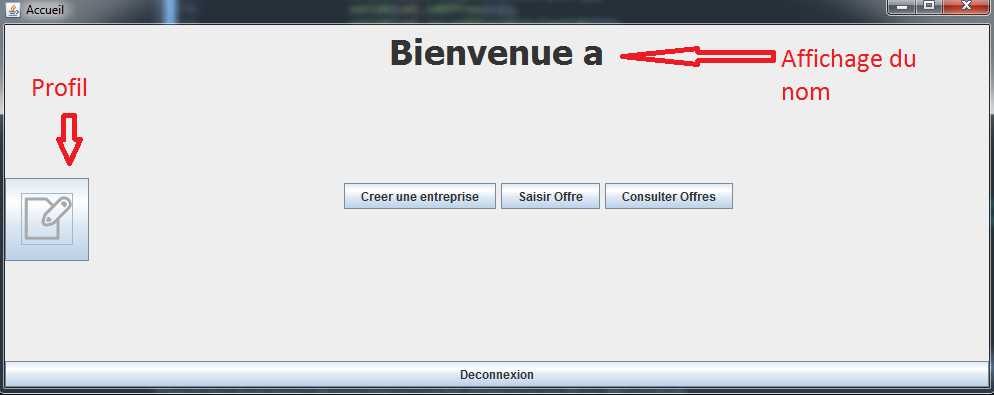 Accueil
Bienvenue a
Affichage du
nom
Profil
Creer une entreprise
Saisir Offre
Consulter Offres
Deconnexion